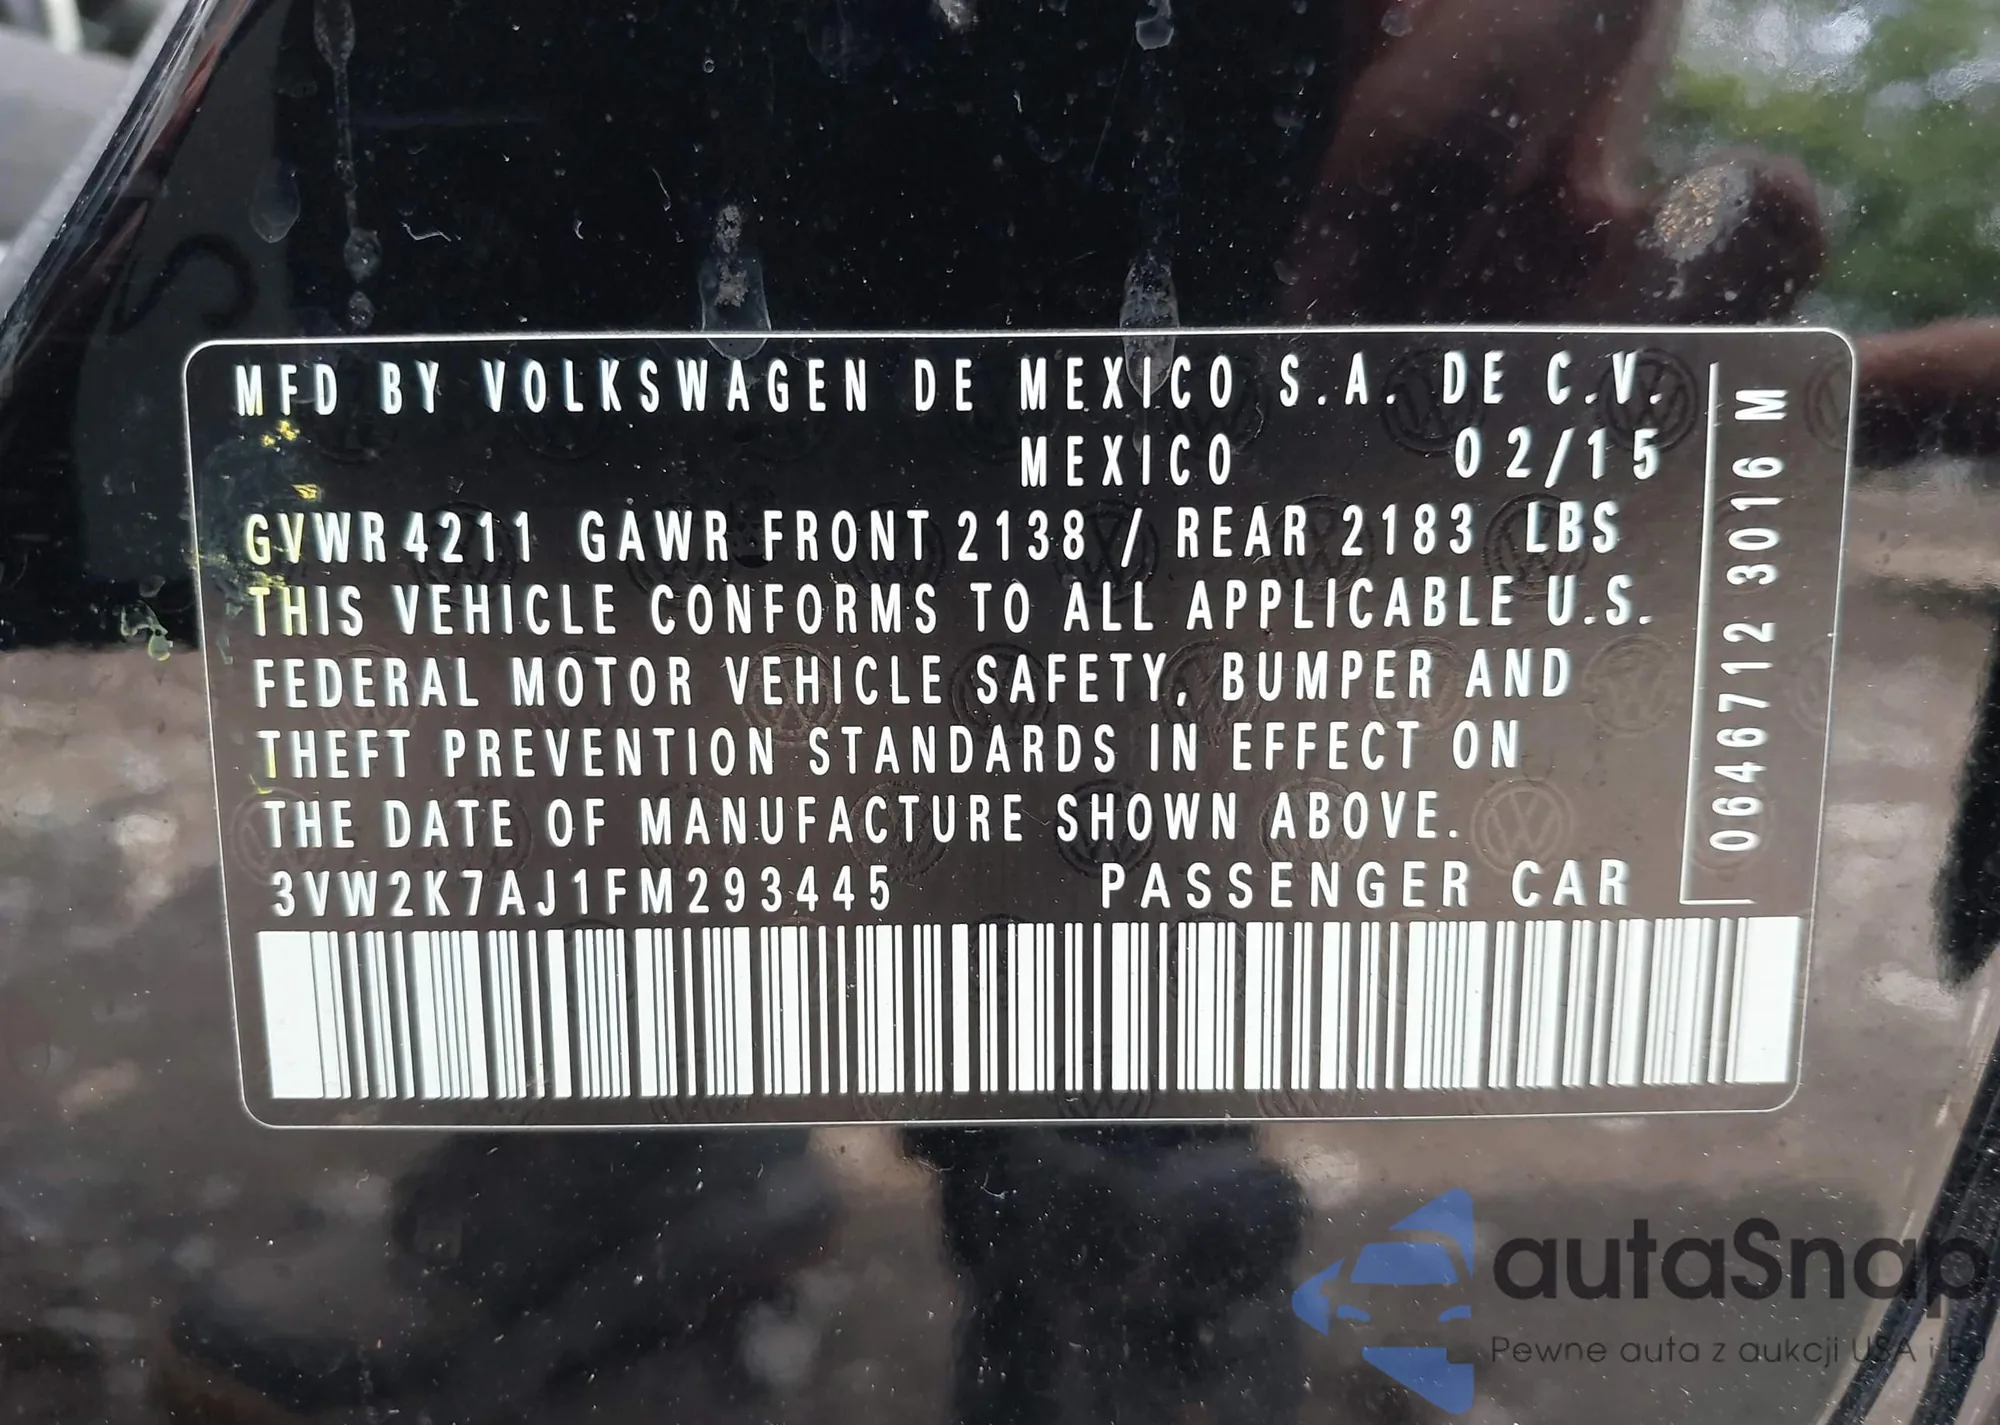 MFD BY VOLKSWAGEN DE MEXICO S.A. DE C.V.
MEXICO 02/15
GVWR 4211 GAWR FRONT 2138 / REAR 2183 LBS
THIS VEHICLE CONFORMS TO ALL APPLICABLE U.S.
FEDERAL MOTOR VEHICLE SAFETY, BUMPER AND
THEFT PREVENTION STANDARDS IN EFFECT ON
THE DATE OF MANUFACTURE SHOWN ABOVE.
3VW2K7AJ1FM293445 PASSENGER CAR
0646712 3016 M
autaSnap
Pewne auta z aukcji USA i EU